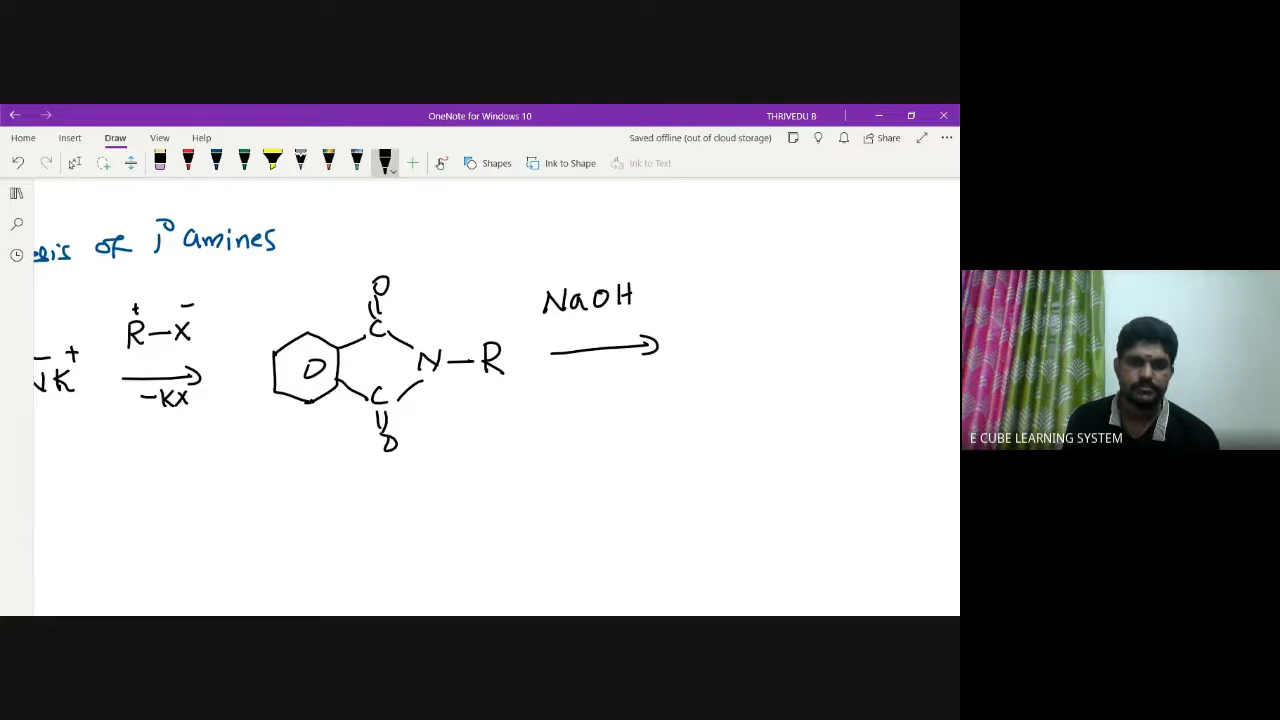 OneNote for Windows 10
THRIVEDU B
Home Insert Draw View Help
Saved offline (out of cloud storage)
Share
Shapes
Ink to Shape
Ink to Text
of 1° amines
O
+ -
R-X
NaOH
C
- +
K
N-R
-KX
C
O
E CUBE LEARNING SYSTEM